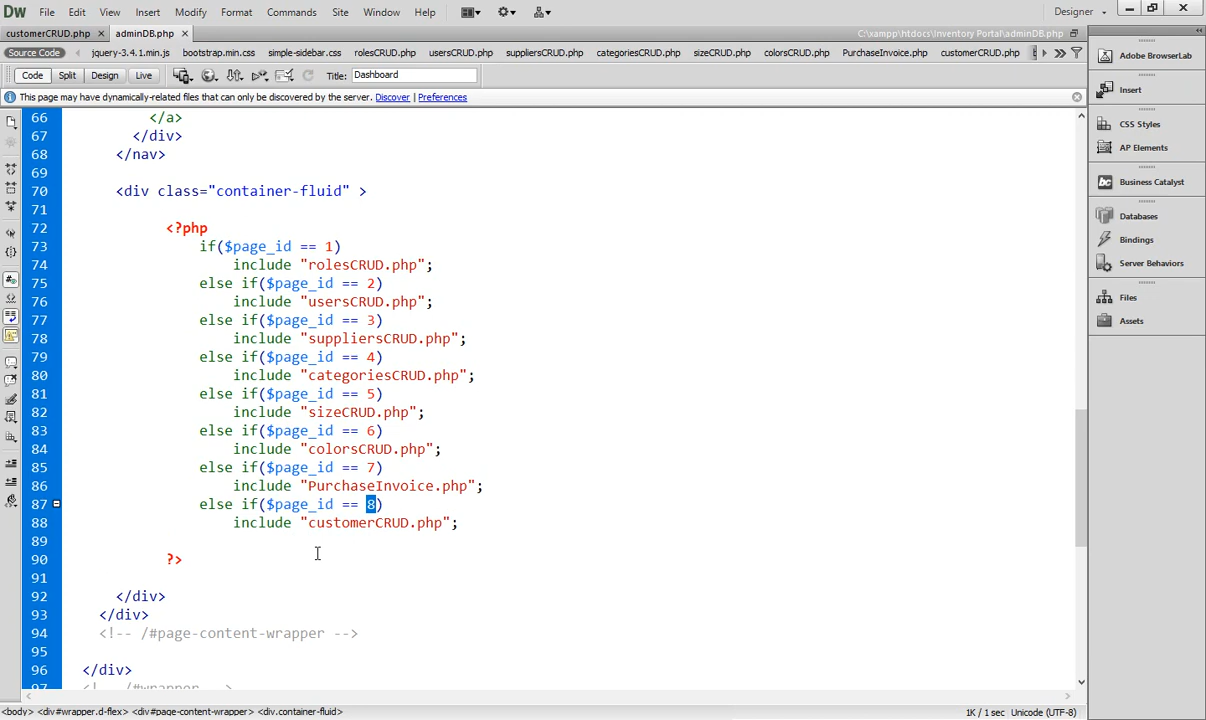 Dw File Edit View Insert Modify Format Commands Site Window Help Designer
customerCRUD.php adminDB.php C:\xampp\htdocs\Inventory Portal\adminDB.php
Source Code jquery-3.4.1.min.js bootstrap.min.css simple-sidebar.css rolesCRUD.php usersCRUD.php suppliersCRUD.php categoriesCRUD.php sizeCRUD.php colorsCRUD.php PurchaseInvoice.php customerCRUD.php
Code Split Design Live Title: Dashboard
This page may have dynamically-related files that can only be discovered by the server. Discover | Preferences
66 </a>
67 </div>
68 </nav>
69
70 <div class="container-fluid" >
71
72 <?php
73 if($page_id == 1)
74 include "rolesCRUD.php";
75 else if($page_id == 2)
76 include "usersCRUD.php";
77 else if($page_id == 3)
78 include "suppliersCRUD.php";
79 else if($page_id == 4)
80 include "categoriesCRUD.php";
81 else if($page_id == 5)
82 include "sizeCRUD.php";
83 else if($page_id == 6)
84 include "colorsCRUD.php";
85 else if($page_id == 7)
86 include "PurchaseInvoice.php";
87 else if($page_id == 8)
88 include "customerCRUD.php";
89
90 ?>
91
92 </div>
93 </div>
94 <!-- /#page-content-wrapper -->
95
96 </div>
97 <!-- /#wrapper -->
<body> <div#wrapper.d-flex> <div#page-content-wrapper> <div.container-fluid> 1K / 1 sec Unicode (UTF-8)
Adobe BrowserLab
Insert
CSS Styles
AP Elements
Business Catalyst
Databases
Bindings
Server Behaviors
Files
Assets